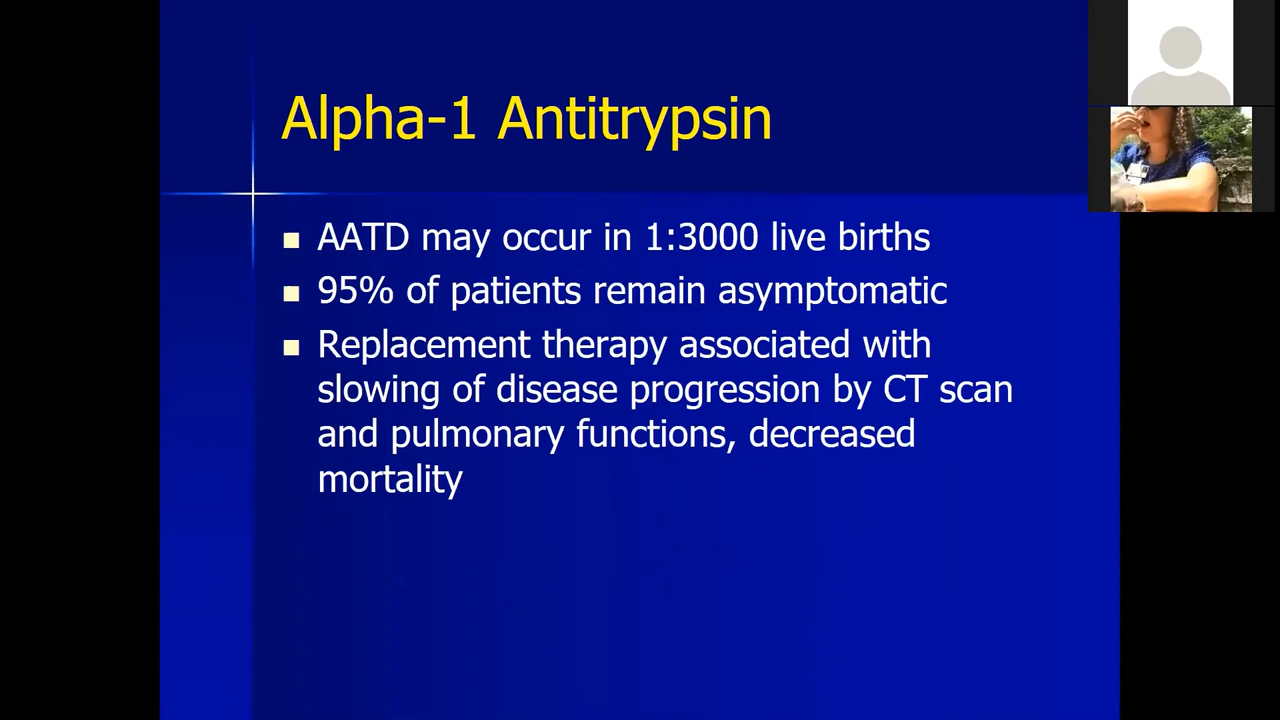 Alpha-1 Antitrypsin
AATD may occur in 1:3000 live births
95% of patients remain asymptomatic
Replacement therapy associated with
slowing of disease progression by CT scan
and pulmonary functions, decreased
mortality